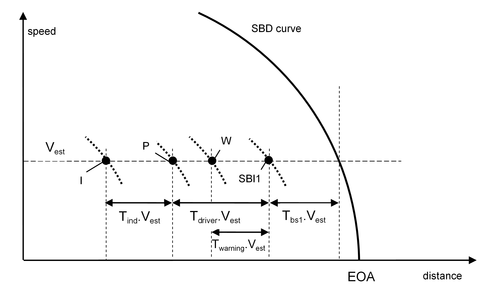 speed
SBD curve
Vest
I
P
W
SBI1
Tind.Vest
Tdriver.Vest
Tbs1.Vest
Twarning.Vest
EOA
distance